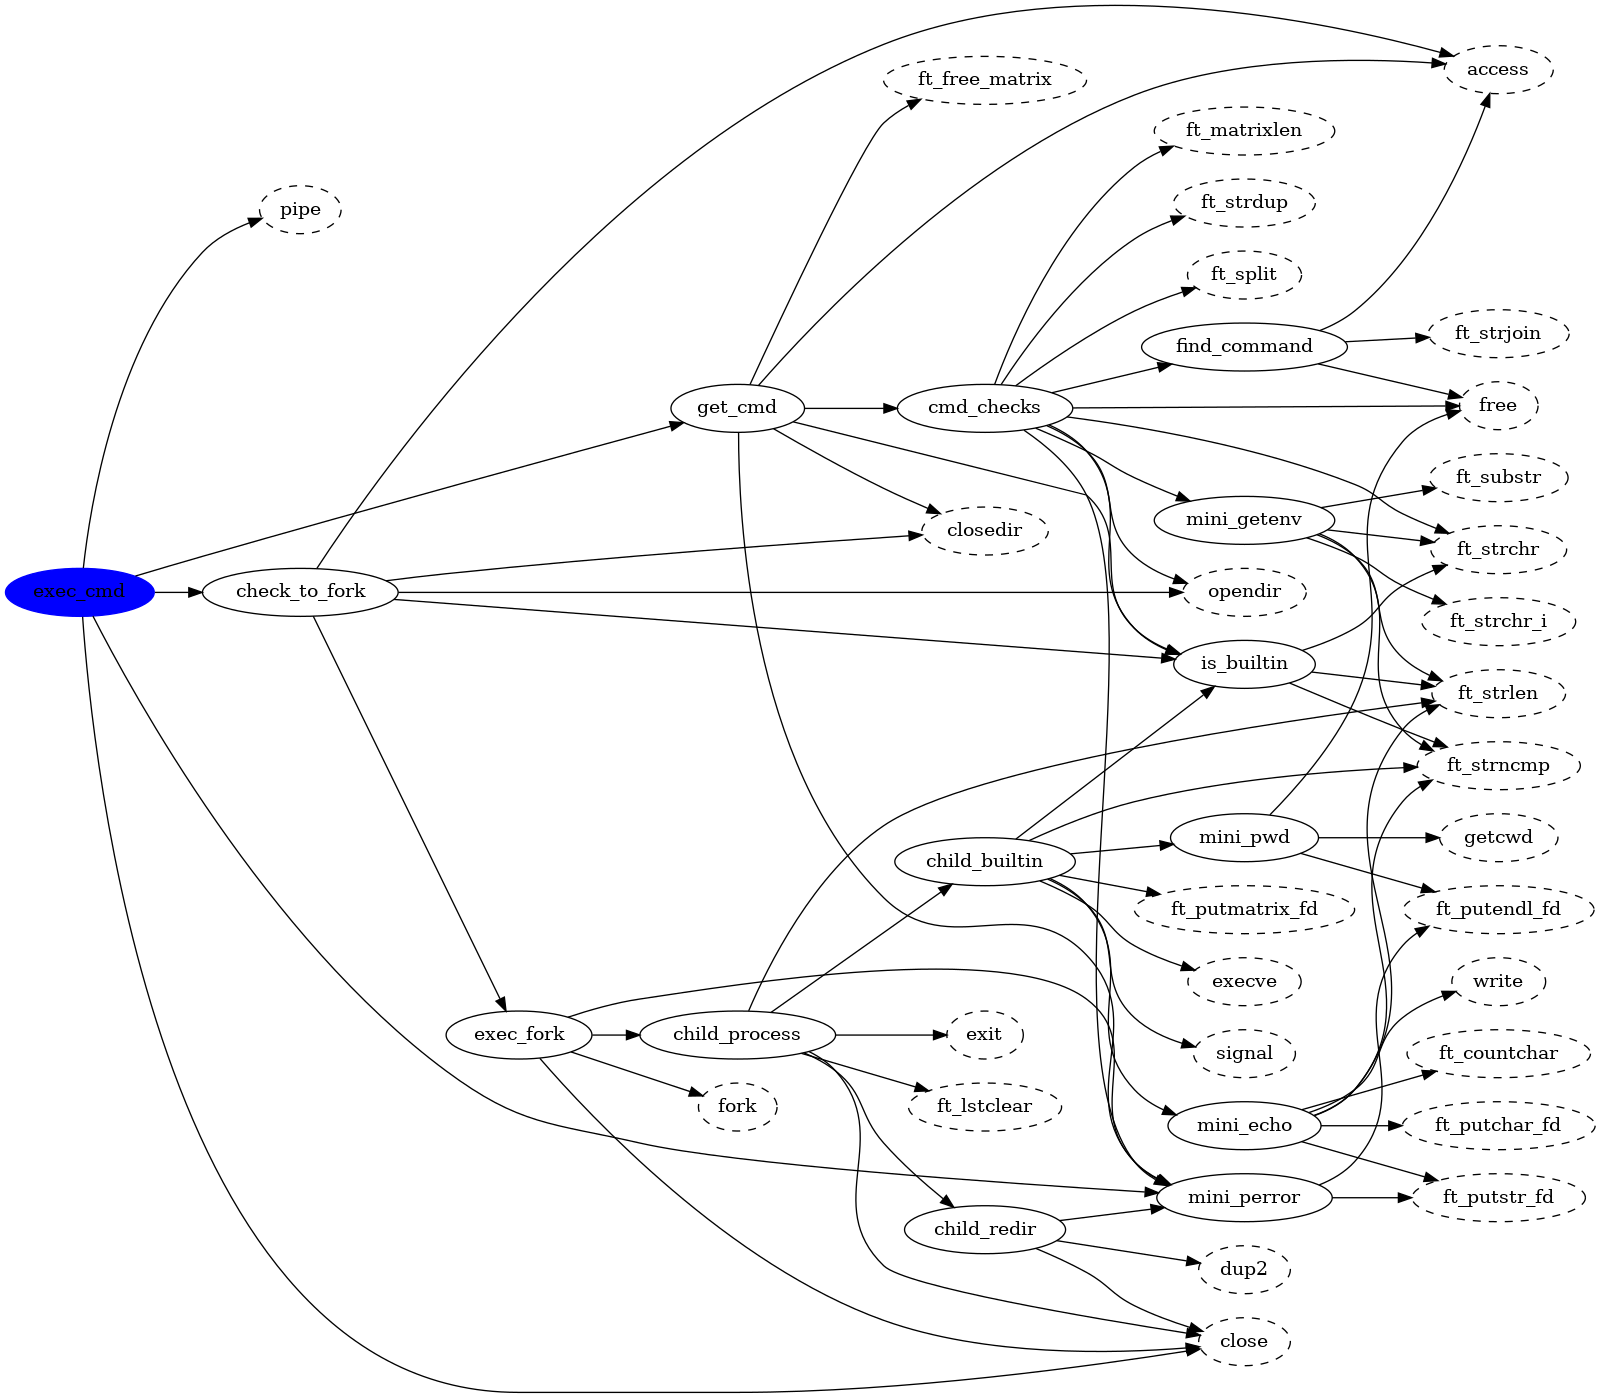 access
ft_free_matrix
ft_matrixlen
ft_strdup
pipe
ft_split
ft_strjoin
find_command
free
get_cmd
cmd_checks
ft_substr
mini_getenv
closedir
ft_strchr
exec_cmd
check_to_fork
opendir
ft_strchr_i
is_builtin
ft_strlen
ft_strncmp
mini_pwd
getcwd
child_builtin
ft_putmatrix_fd
ft_putendl_fd
execve
write
exec_fork
child_process
exit
signal
ft_countchar
fork
ft_lstclear
mini_echo
ft_putchar_fd
mini_perror
ft_putstr_fd
child_redir
dup2
close